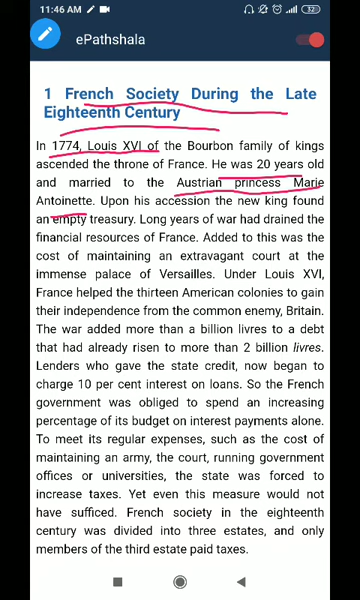 11:46 AM
32
ePathshala
1 French Society During the Late
Eighteenth Century
In 1774, Louis XVI of the Bourbon family of kings
ascended the throne of France. He was 20 years old
and married to the Austrian princess Marie
Antoinette. Upon his accession the new king found
an empty treasury. Long years of war had drained the
financial resources of France. Added to this was the
cost of maintaining an extravagant court at the
immense palace of Versailles. Under Louis XVI,
France helped the thirteen American colonies to gain
their independence from the common enemy, Britain.
The war added more than a billion livres to a debt
that had already risen to more than 2 billion livres.
Lenders who gave the state credit, now began to
charge 10 per cent interest on loans. So the French
government was obliged to spend an increasing
percentage of its budget on interest payments alone.
To meet its regular expenses, such as the cost of
maintaining an army, the court, running government
offices or universities, the state was forced to
increase taxes. Yet even this measure would not
have sufficed. French society in the eighteenth
century was divided into three estates, and only
members of the third estate paid taxes.